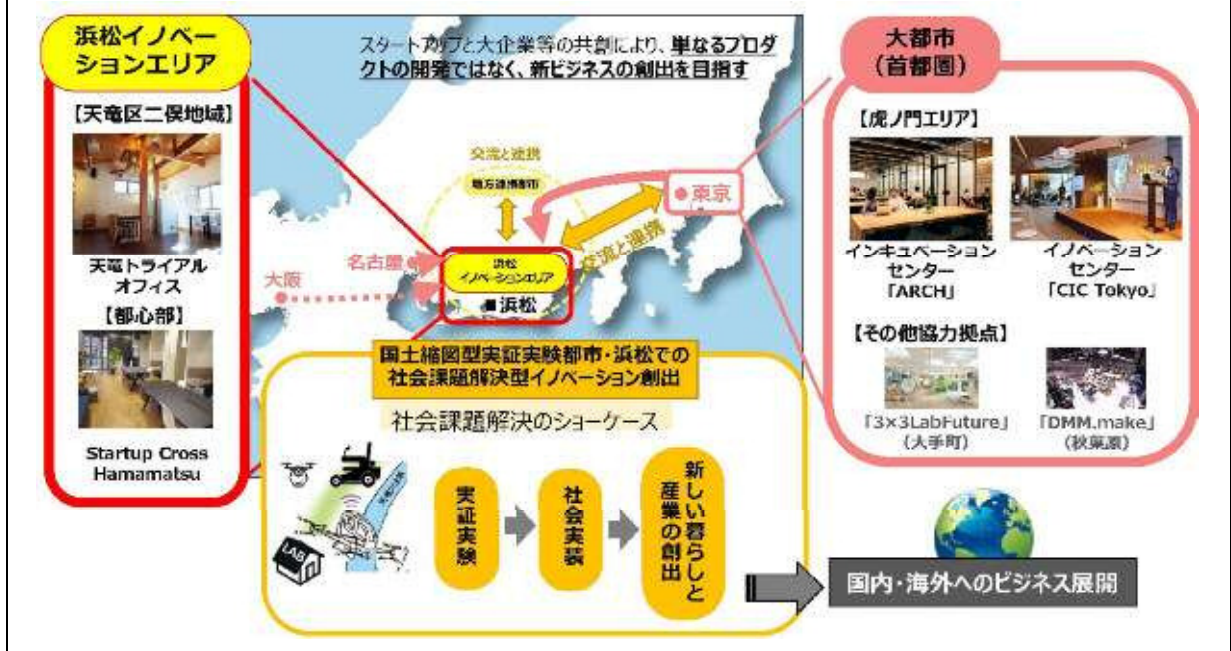 浜松イノベー
ションエリア
【天竜区二俣地域】
天竜トライアル
オフィス
【都心部】
Startup Cross
Hamamatsu
スタートアップと大企業等の共創により、単なるプロダ
クトの開発ではなく、新ビジネスの創出を目指す
交流と連携
地方連携都市
東京
交流と連携
名古屋
大阪
浜松
イノベーションエリア
■浜松
大都市
（首都圏）
【虎ノ門エリア】
インキュベーション
センター
「ARCH」
イノベーション
センター
「CIC Tokyo」
【その他協力拠点】
「3×3LabFuture」
（大手町）
「DMM.make」
（秋葉原）
国土縮図型実証実験都市・浜松での
社会課題解決型イノベーション創出
社会課題解決のショーケース
LAB
実証実験
社会実装
新しい暮らしと
産業の創出
国内・海外へのビジネス展開